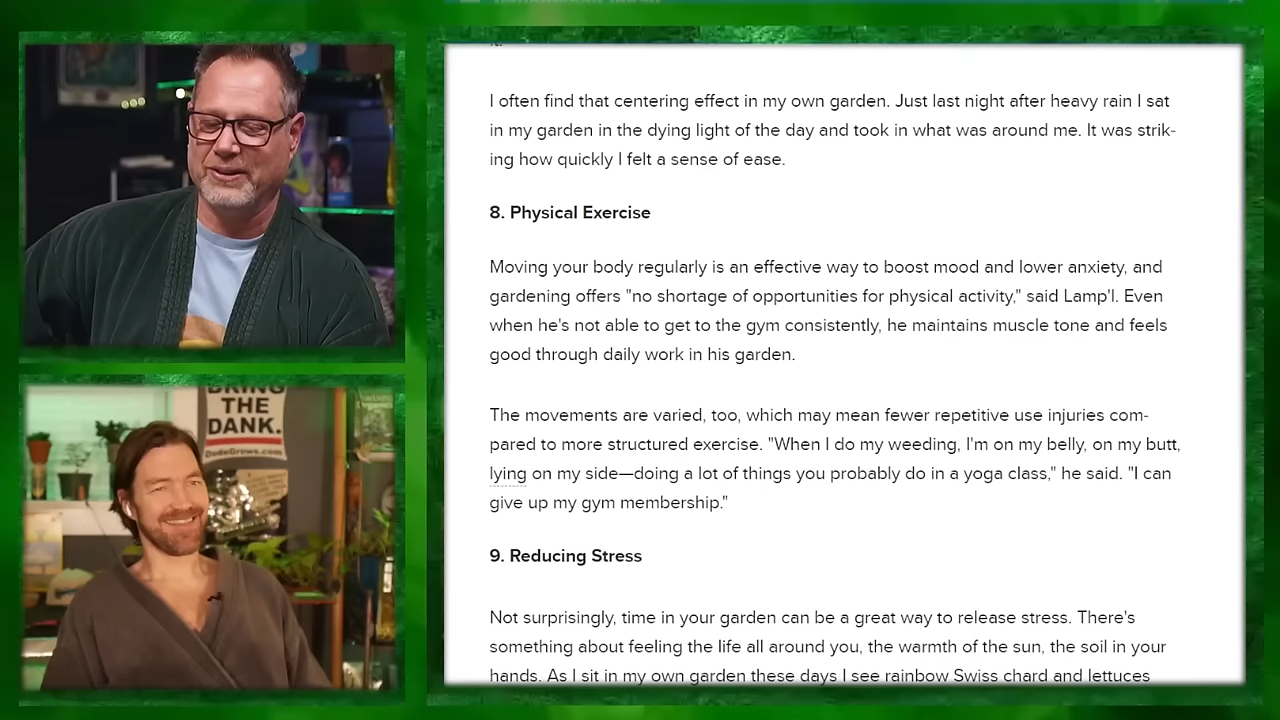 BRING
THE
DANK.
DudeGrows.com
Organics
I often find that centering effect in my own garden. Just last night after heavy rain I sat
in my garden in the dying light of the day and took in what was around me. It was strik-
ing how quickly I felt a sense of ease.
8. Physical Exercise
Moving your body regularly is an effective way to boost mood and lower anxiety, and
gardening offers "no shortage of opportunities for physical activity," said Lamp'l. Even
when he's not able to get to the gym consistently, he maintains muscle tone and feels
good through daily work in his garden.
The movements are varied, too, which may mean fewer repetitive use injuries com-
pared to more structured exercise. "When I do my weeding, I'm on my belly, on my butt,
lying on my side—doing a lot of things you probably do in a yoga class," he said. "I can
give up my gym membership."
9. Reducing Stress
Not surprisingly, time in your garden can be a great way to release stress. There's
something about feeling the life all around you, the warmth of the sun, the soil in your
hands. As I sit in my own garden these days I see rainbow Swiss chard and lettuces